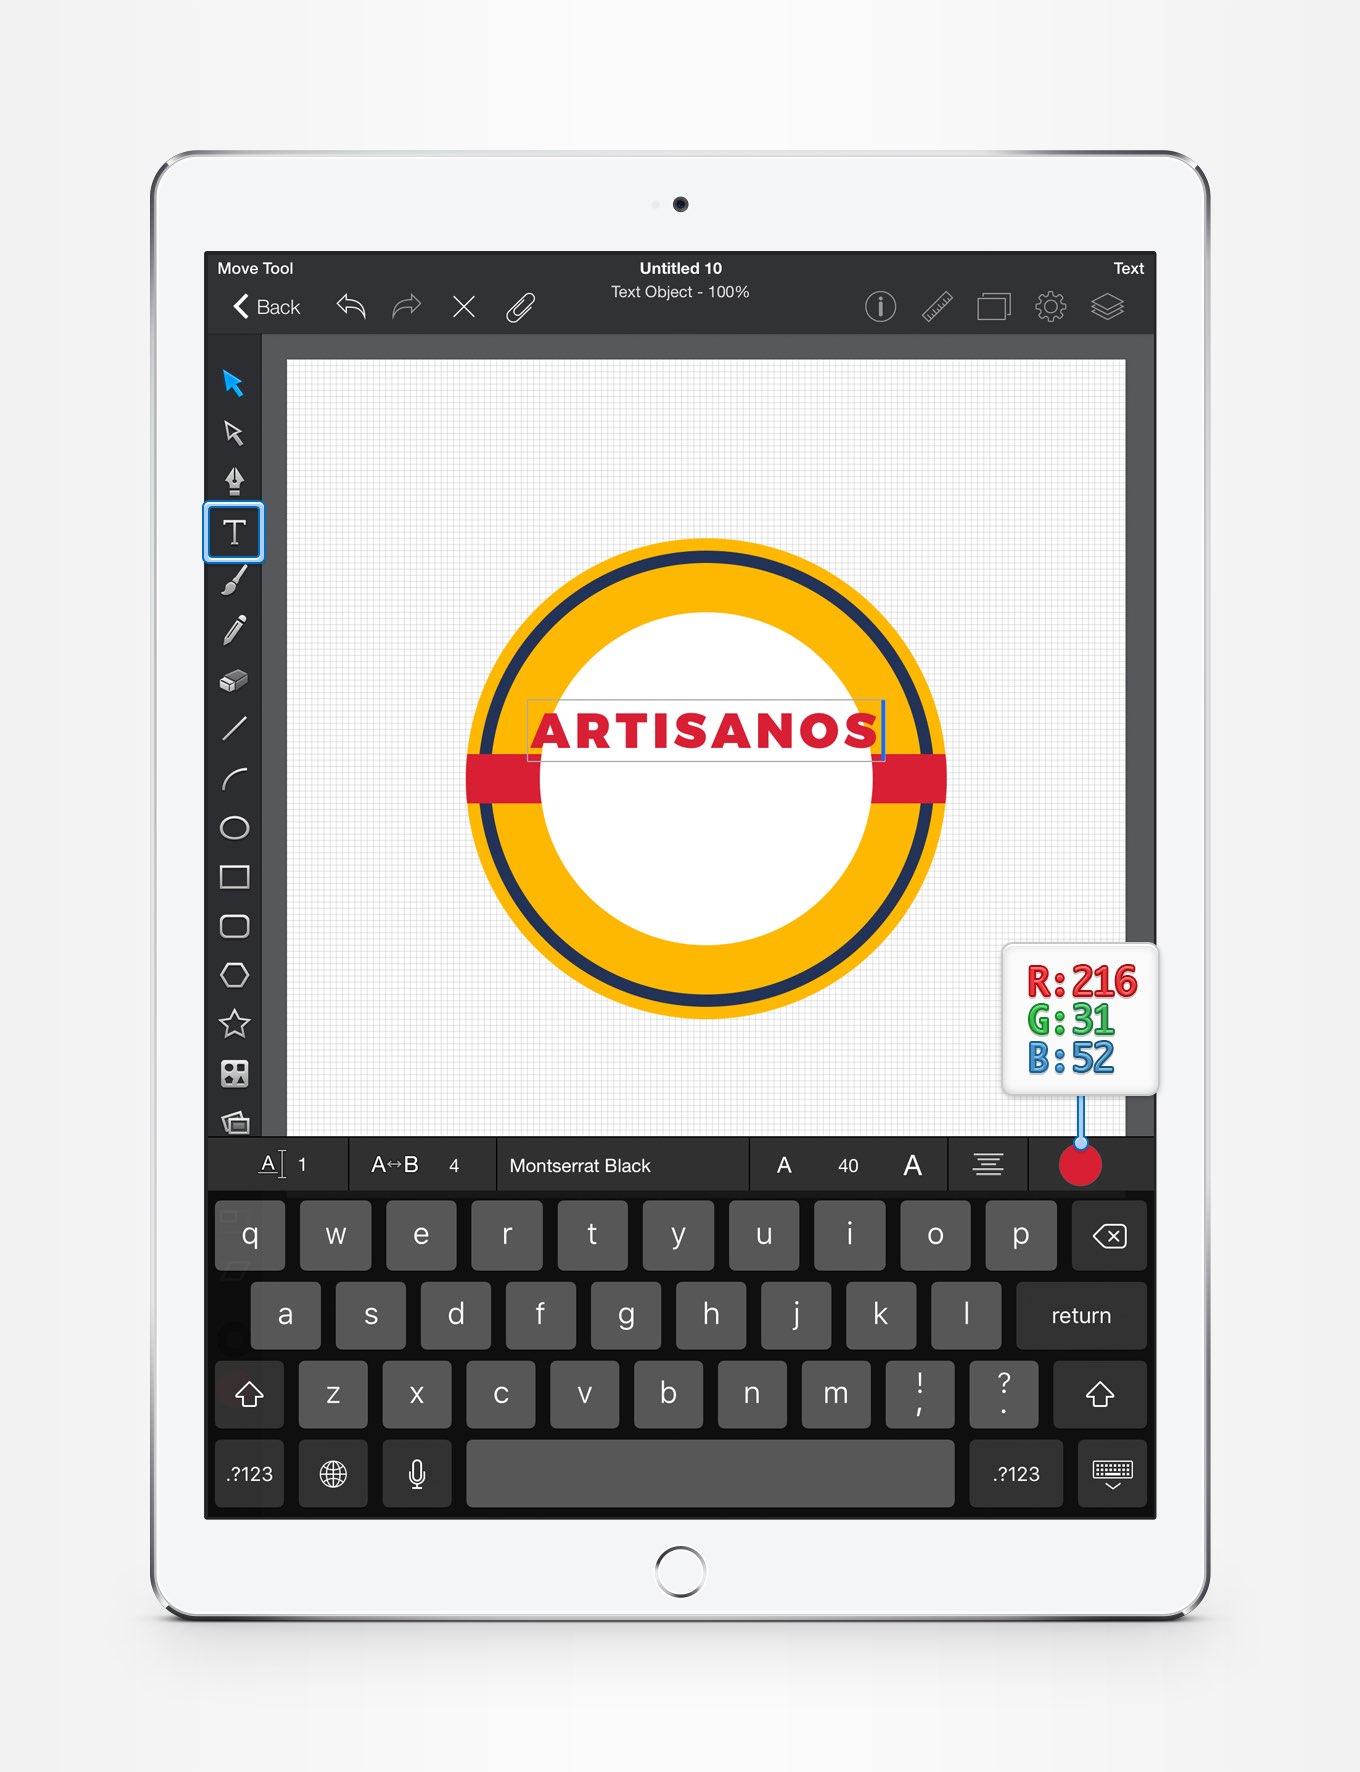 Move Tool
Untitled 10
Text
Back
Text Object - 100%
T
ARTISANOS
R:216
G:31
B:52
A 1
A↔B 4
Montserrat Black
A 40 A
q w e r t y u i o p
a s d f g h j k l return
z x c v b n m ! , ? .
.?123 .?123